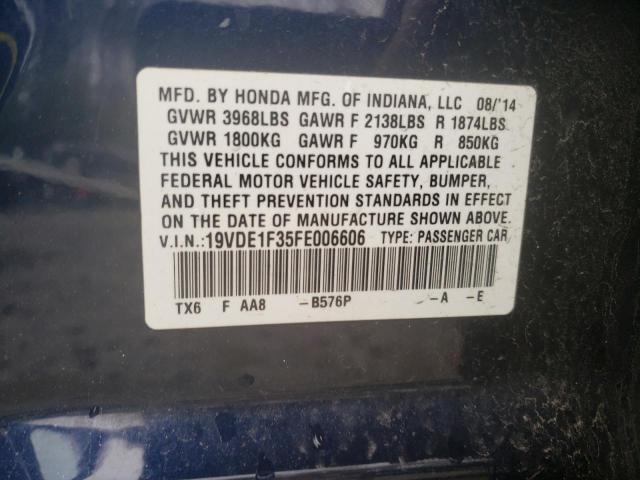 MFD. BY HONDA MFG. OF INDIANA, LLC 08/'14
GVWR 3968LBS GAWR F 2138LBS R 1874LBS
GVWR 1800KG GAWR F 970KG R 850KG
THIS VEHICLE CONFORMS TO ALL APPLICABLE
FEDERAL MOTOR VEHICLE SAFETY, BUMPER,
AND THEFT PREVENTION STANDARDS IN EFFECT
ON THE DATE OF MANUFACTURE SHOWN ABOVE.
V.I.N.:19VDE1F35FE006606 TYPE: PASSENGER CAR
TX6 F AA8 -B576P -A -E